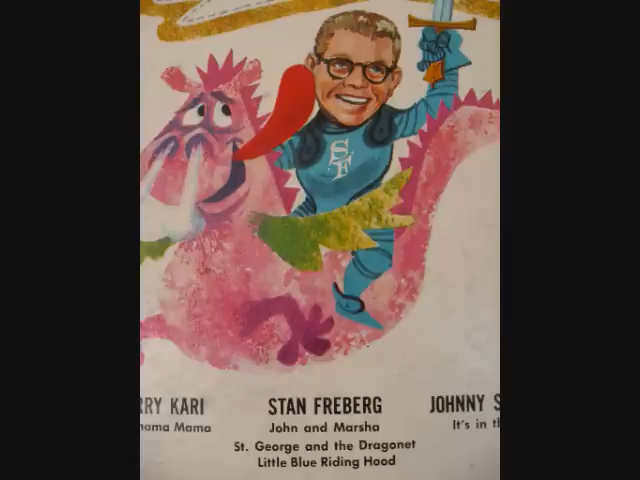 SF
RRY KARI STAN FREBERG JOHNNY S
nama Mama John and Marsha It's in th
St. George and the Dragonet
Little Blue Riding Hood